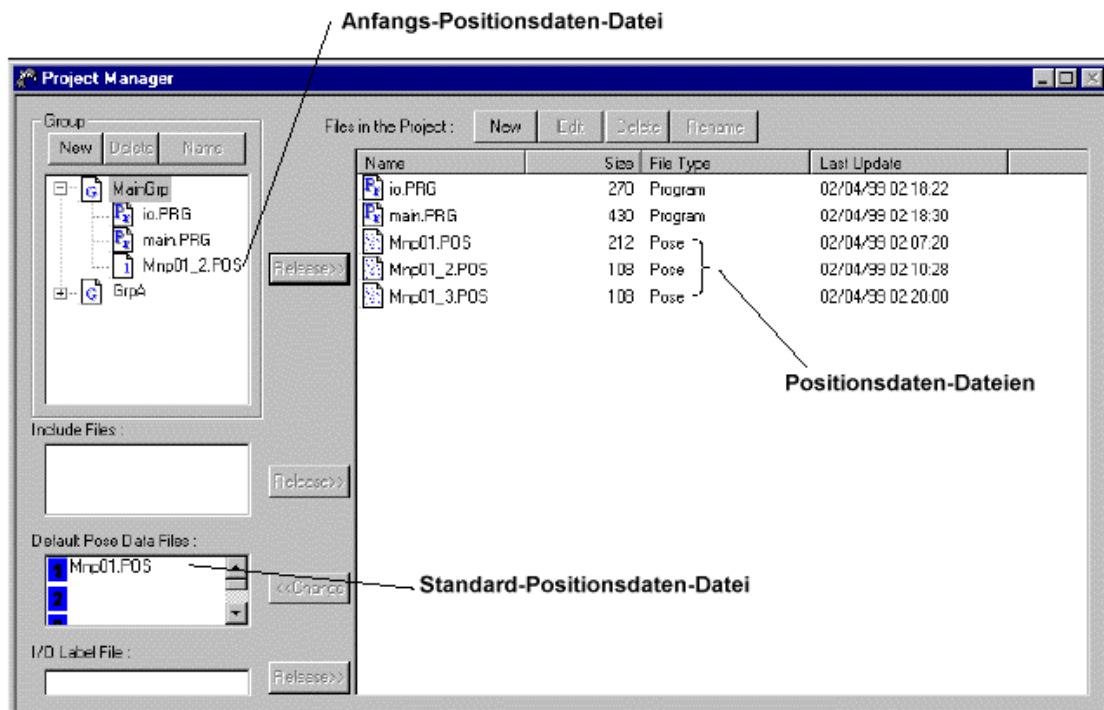 Anfangs-Positionsdaten-Datei
Project Manager
Group
New Delete Name
MainGrp
io.PRG
main.PRG
Mnp01_2.POS
GrpA
Release>>
Include Files :
Release>>
Default Pose Data Files :
1 Mnp01.POS
2
<<Change
I/O Label File :
Release>>
Files in the Project : New Edit Delete Rename
Name Size File Type Last Update
io.PRG 270 Program 02/04/99 02:18:22
main.PRG 430 Program 02/04/99 02:18:30
Mnp01.POS 212 Pose 02/04/99 02:07:20
Mnp01_2.POS 108 Pose 02/04/99 02:10:28
Mnp01_3.POS 108 Pose 02/04/99 02:20:00
Positionsdaten-Dateien
Standard-Positionsdaten-Datei